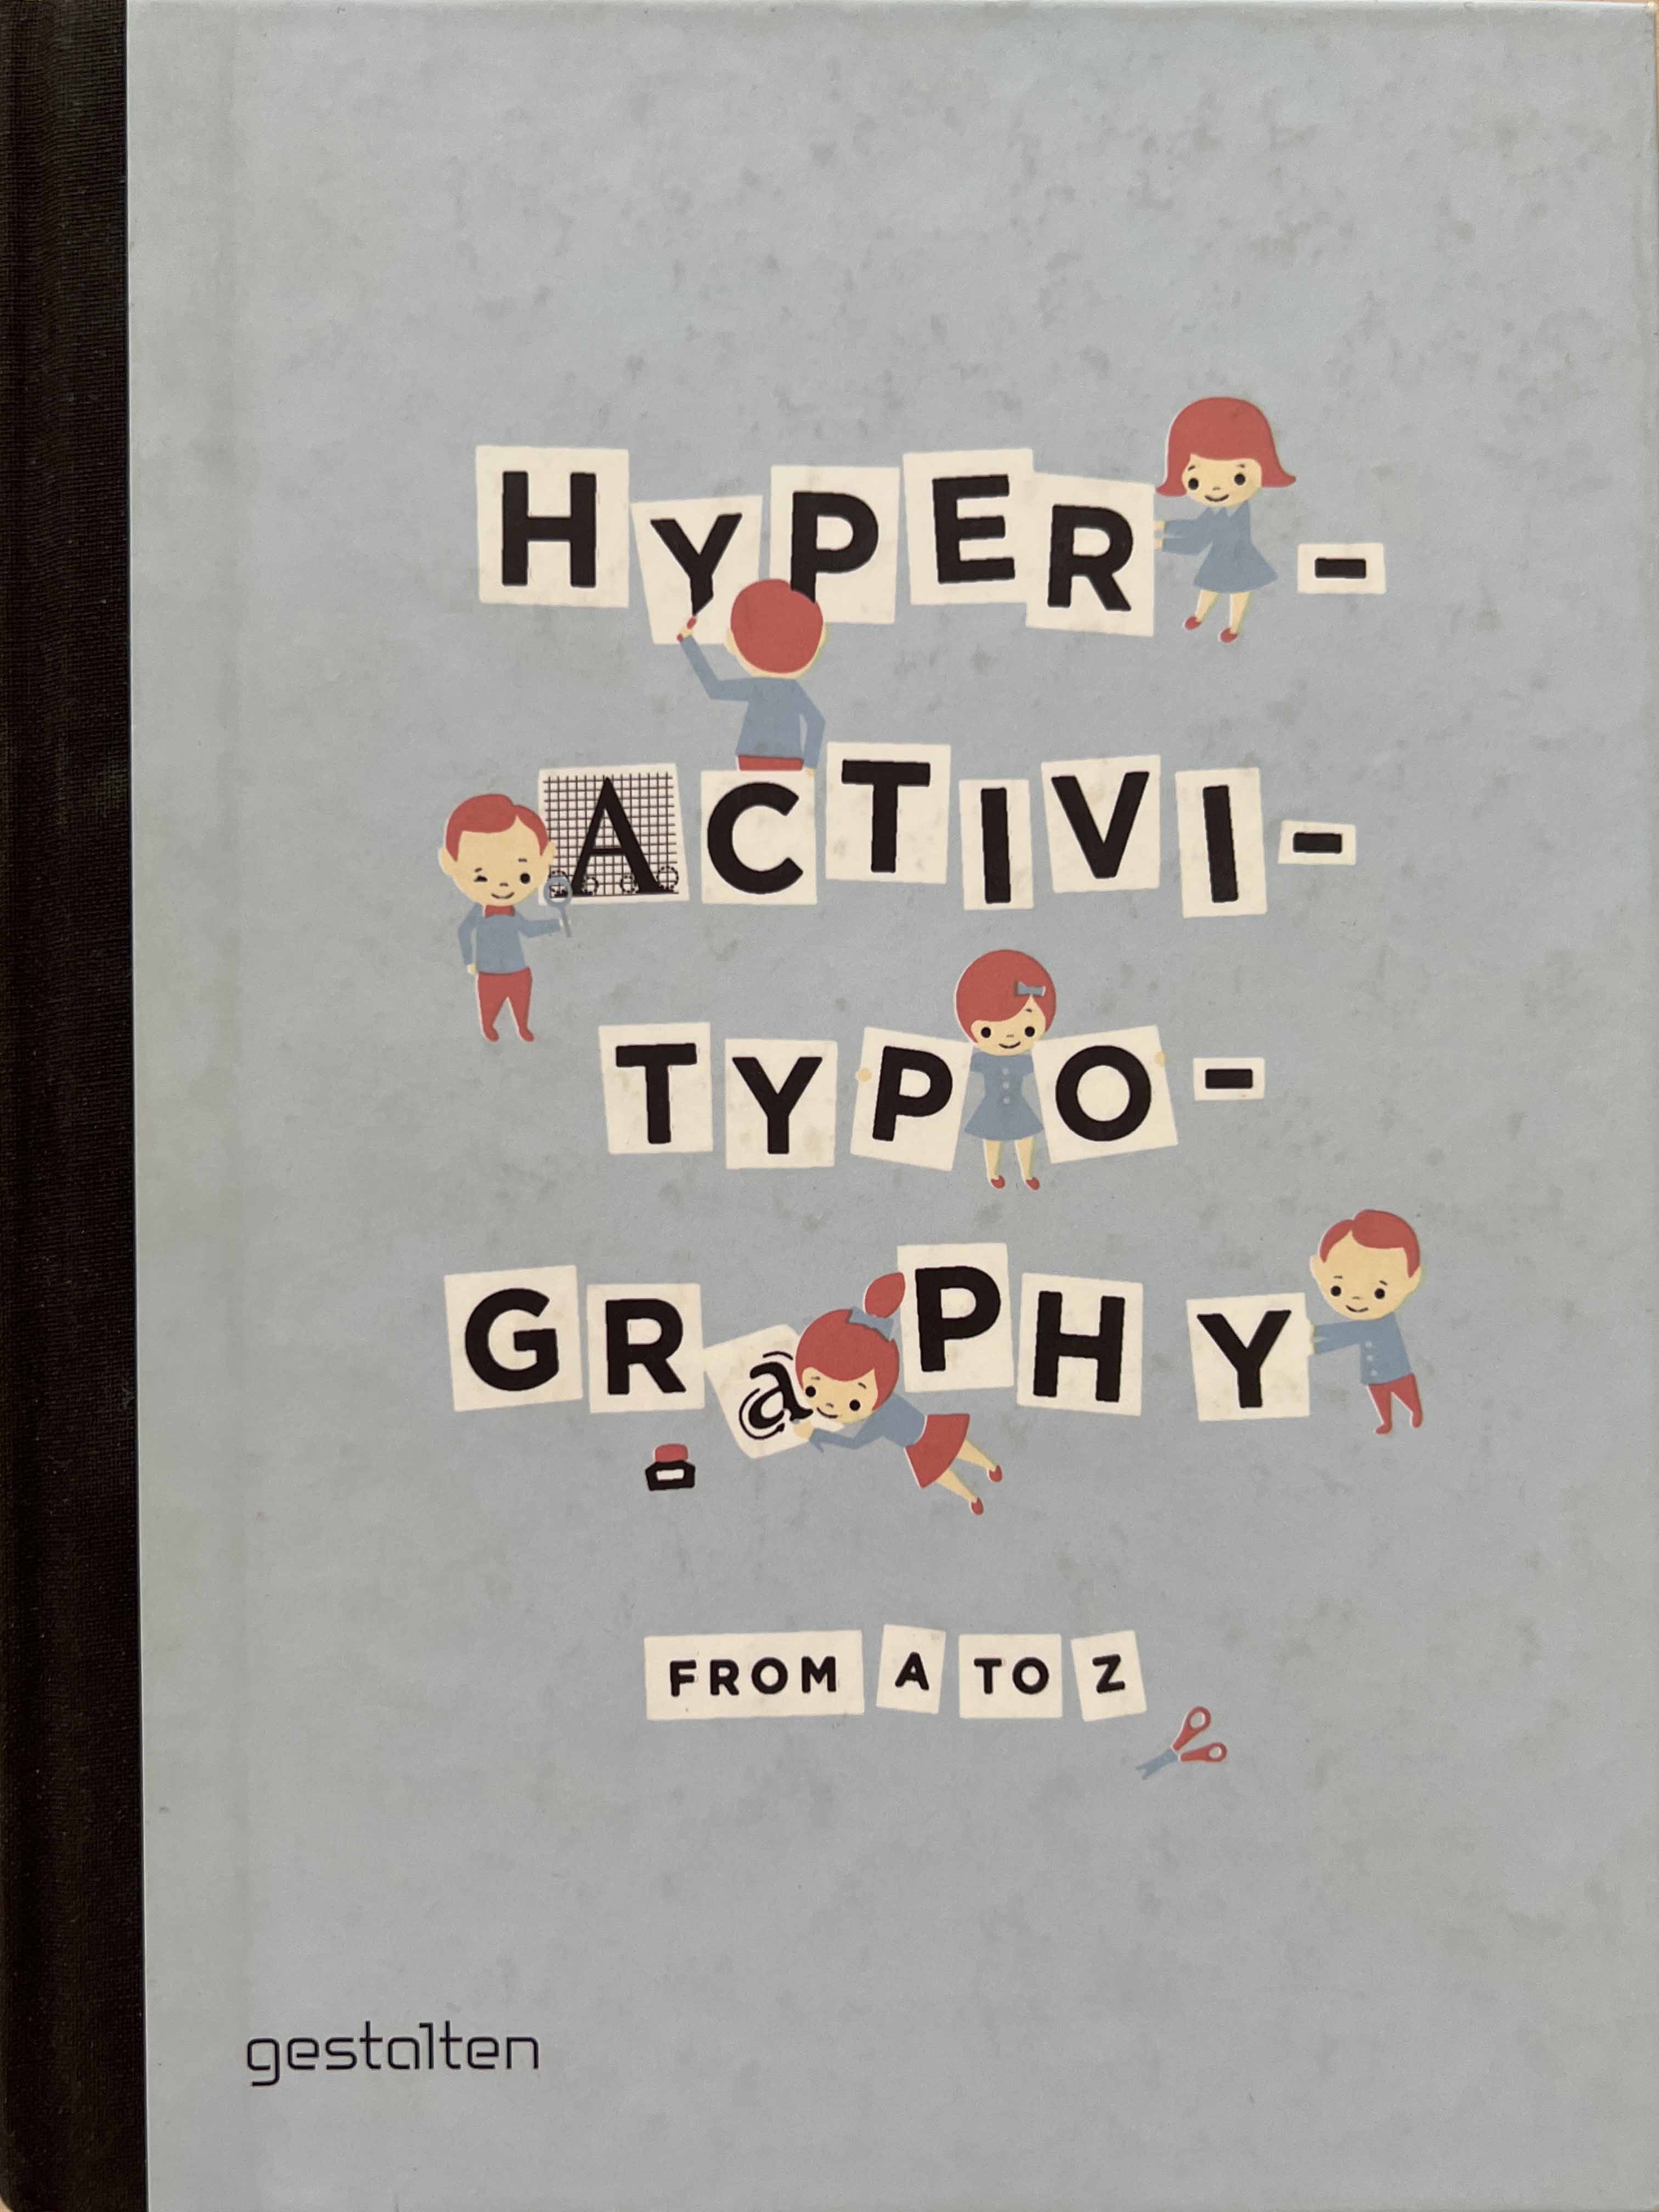 HYPER-
ACTIVI-
TYPO-
GRaPHY
FROM A TO Z
gestalten